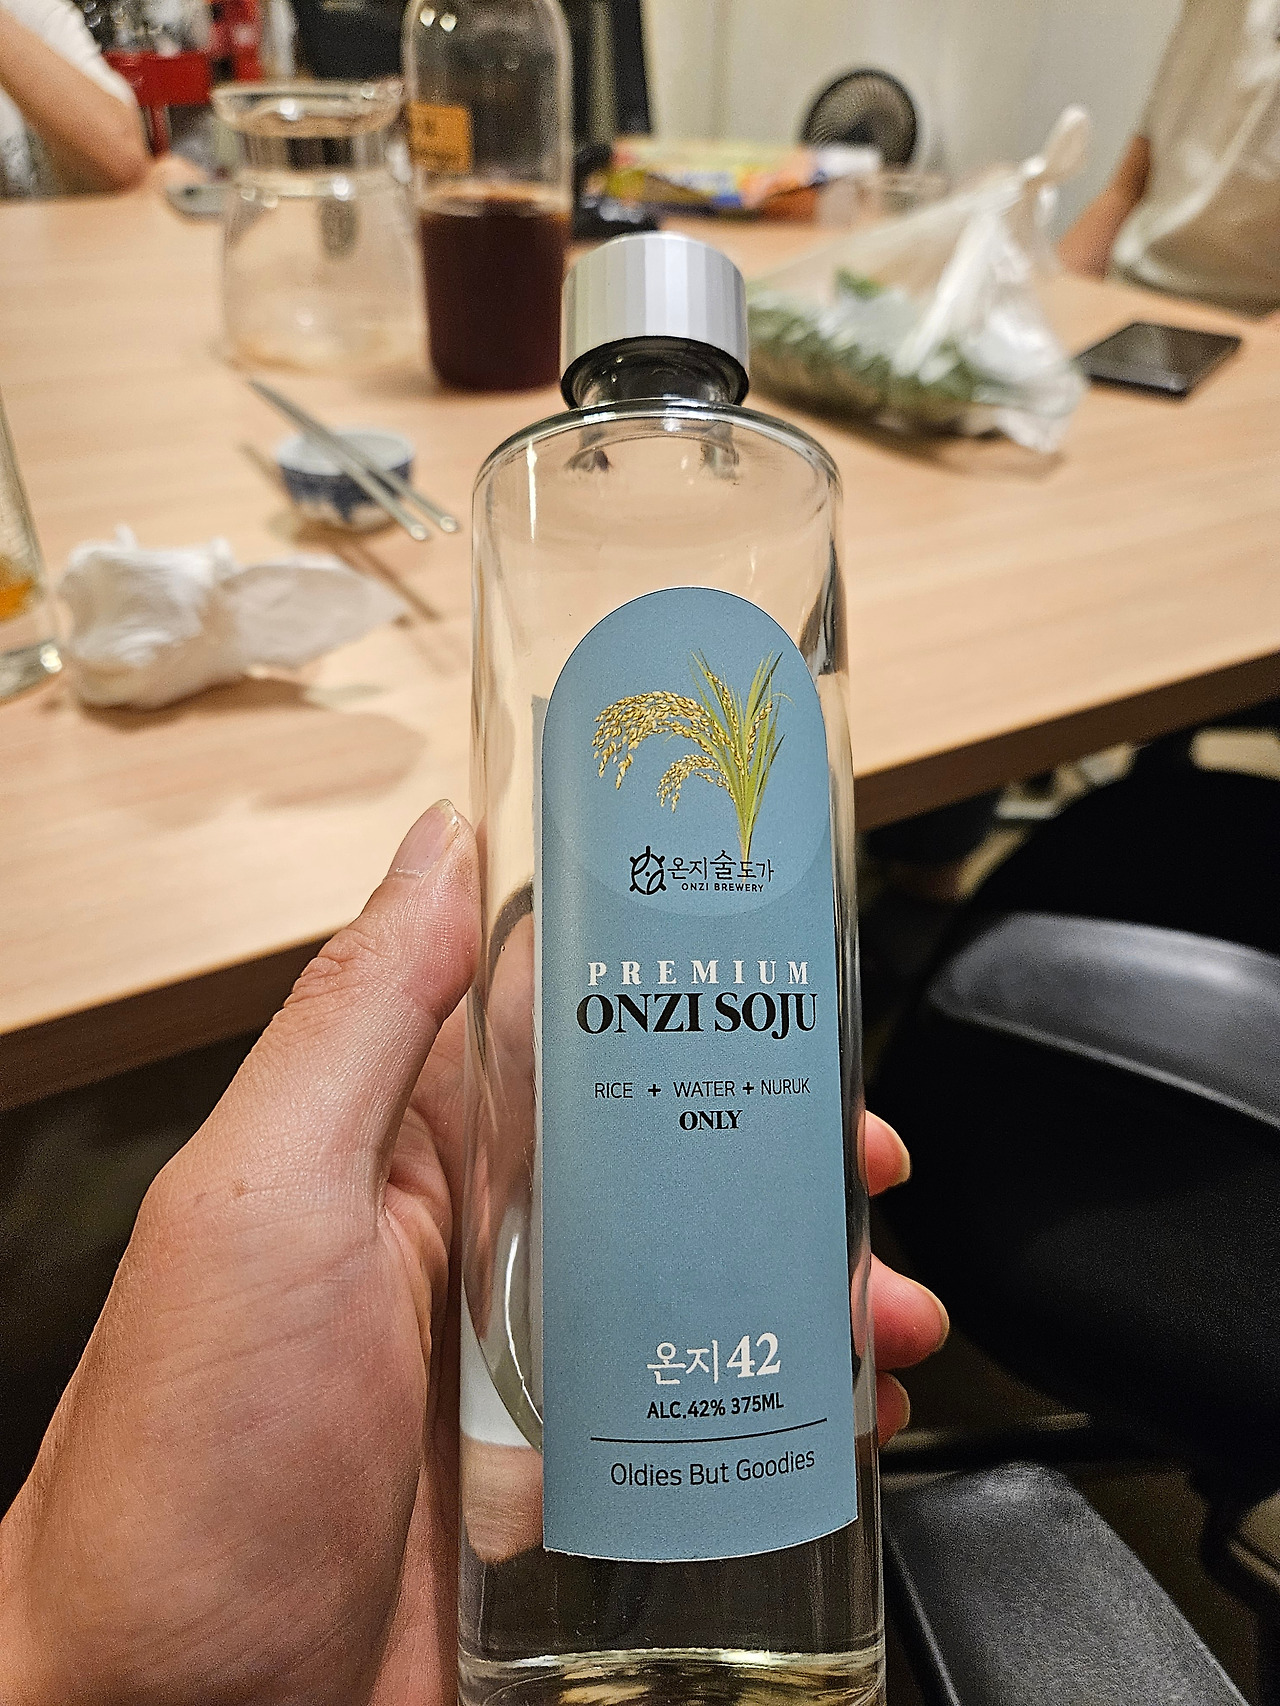 온지술도가
ONZI BREWERY
PREMIUM
ONZI SOJU
RICE + WATER + NURUK
ONLY
온지42
ALC.42% 375ML
Oldies But Goodies